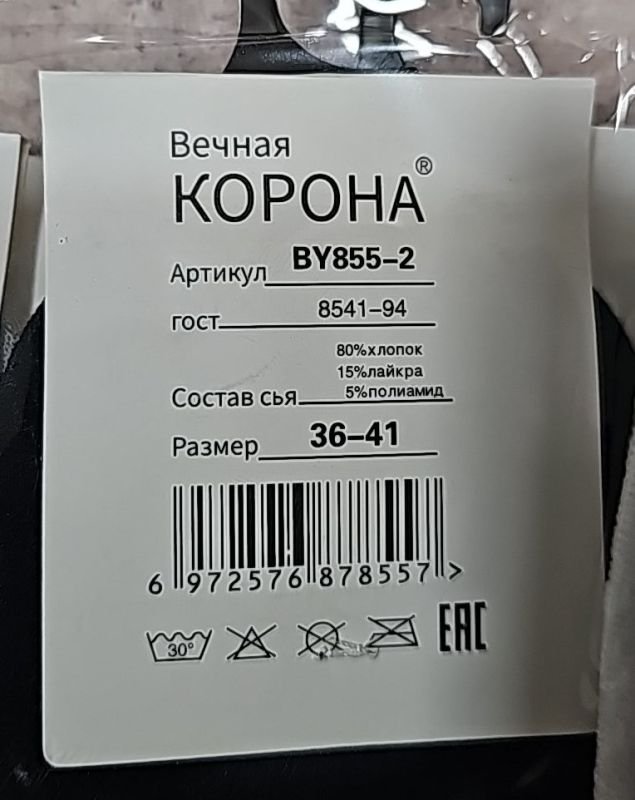 Вечная
КОРОНА®
Артикул BY855-2
гост 8541-94
80%хлопок
15%лайкра
Состав сья 5%полиамид
Размер 36-41
6 972576 878557 >
30°
EAC